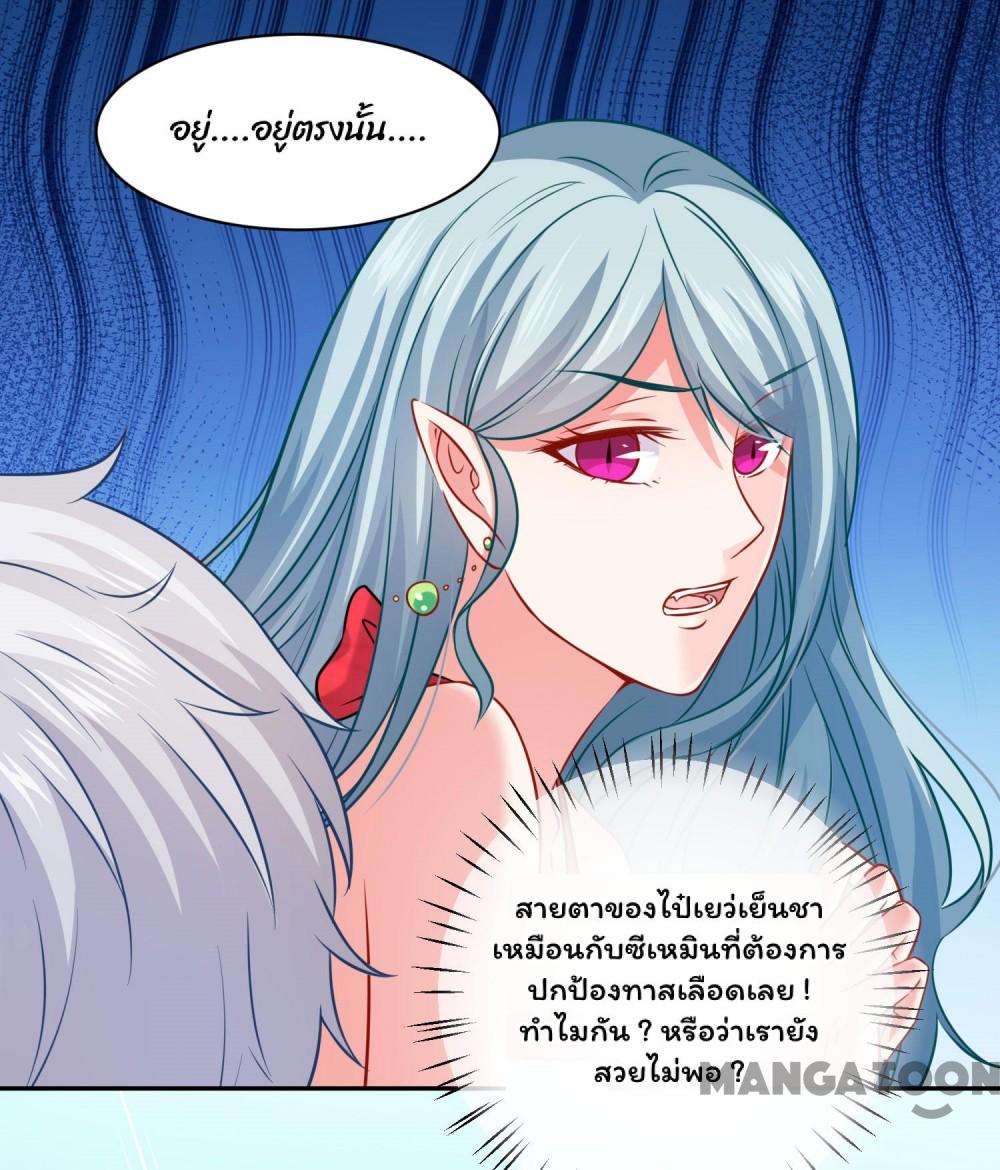 อยู่....อยู่ตรงนั้น....
สายตาของไป๋เยว่เย็นชา
เหมือนกับซีเหมินที่ต้องการ
ปกป้องทาสเลือดเลย !
ทำไมกัน ? หรือว่าเรายัง
สวยไม่พอ ?
MANGATOON